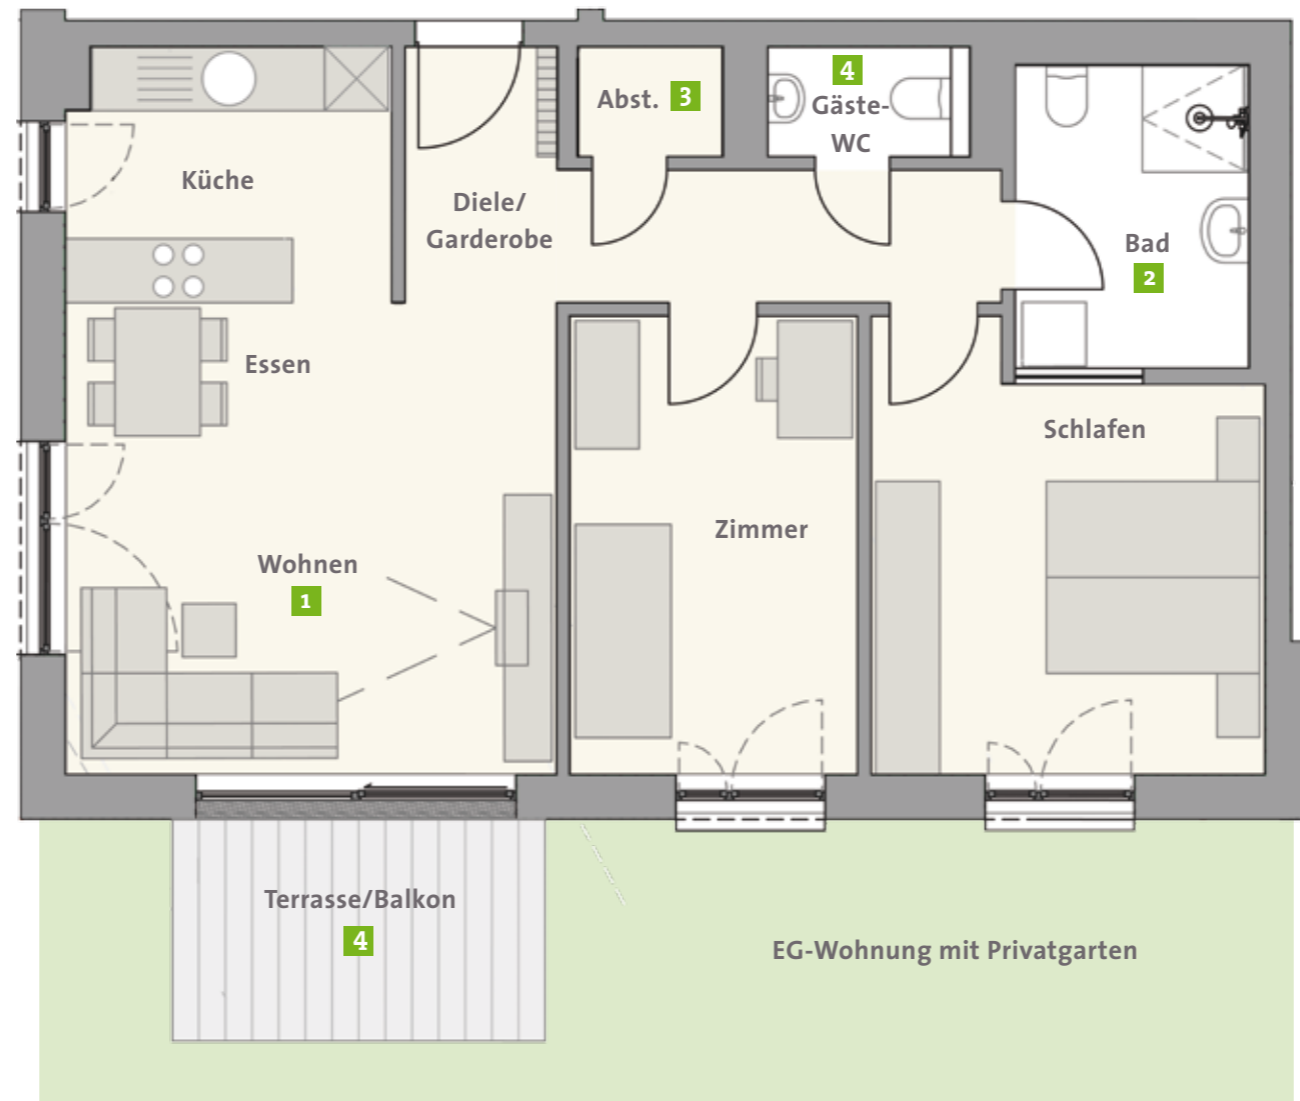 Abst. 3
4
Gäste-
WC
Küche
Diele/
Garderobe
Bad
2
Essen
Schlafen
Zimmer
Wohnen
1
Terrasse/Balkon
4
EG-Wohnung mit Privatgarten